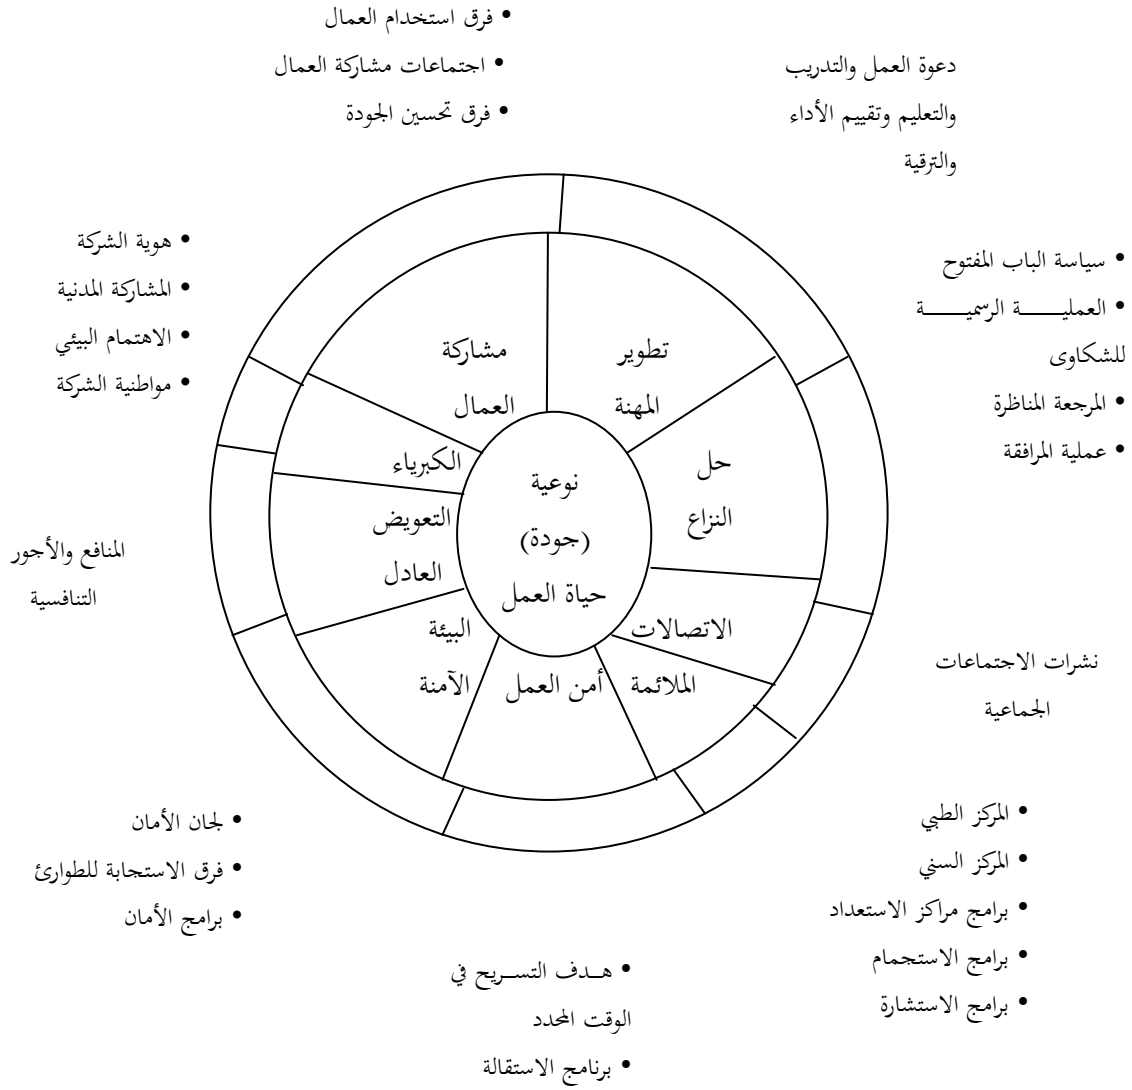 • فرق استخدام العمال
• اجتماعات مشاركة العمال
• فرق تحسين الجودة
دعوة العمل والتدريب
والتعليم وتقييم الأداء
والترقية
• هوية الشركة
• المشاركة المدنية
• الاهتمام البيئي
• مواطنية الشركة
• سياسة الباب المفتوح
• العمليـــــة الرسميـــــة
للشكاوى
• المرجعة المناظرة
• عملية المرافقة
مشاركة
العمال
تطوير
المهنة
الكبرياء
حل
النزاع
نوعية
(جودة)
حياة العمل
التعويض
العادل
الاتصالات
البيئة
الآمنة
أمن العمل
الملائمة
المنافع والأجور
التنافسية
نشرات الاجتماعات
الجماعية
• لجان الأمان
• فرق الاستجابة للطوارئ
• برامج الأمان
• المركز الطبي
• المركز السني
• برامج مراكز الاستعداد
• برامج الاستجمام
• برامج الاستشارة
• هـدف التسـريح في
الوقت المحدد
• برنامج الاستقالة